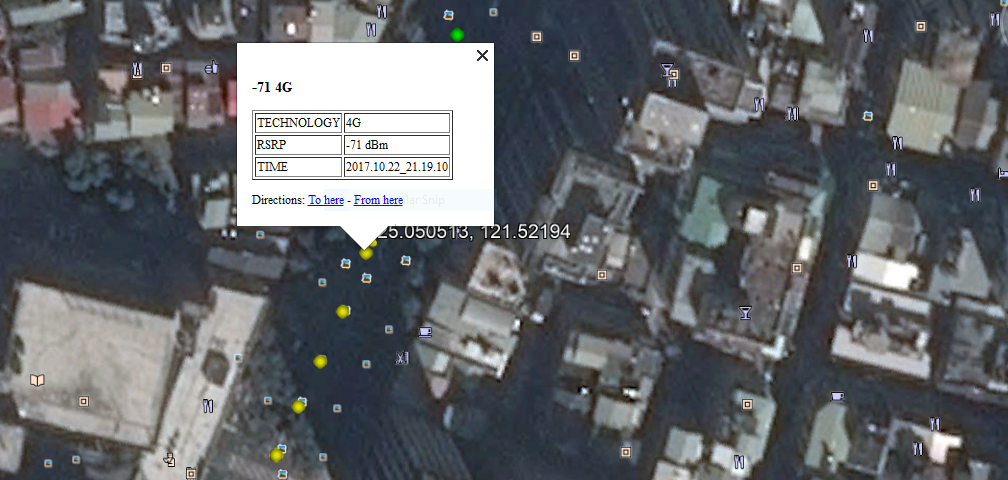 -71 4G
TECHNOLOGY 4G
RSRP -71 dBm
TIME 2017.10.22_21.19.10
Directions: To here - From here
Snip
25.050513, 121.52194